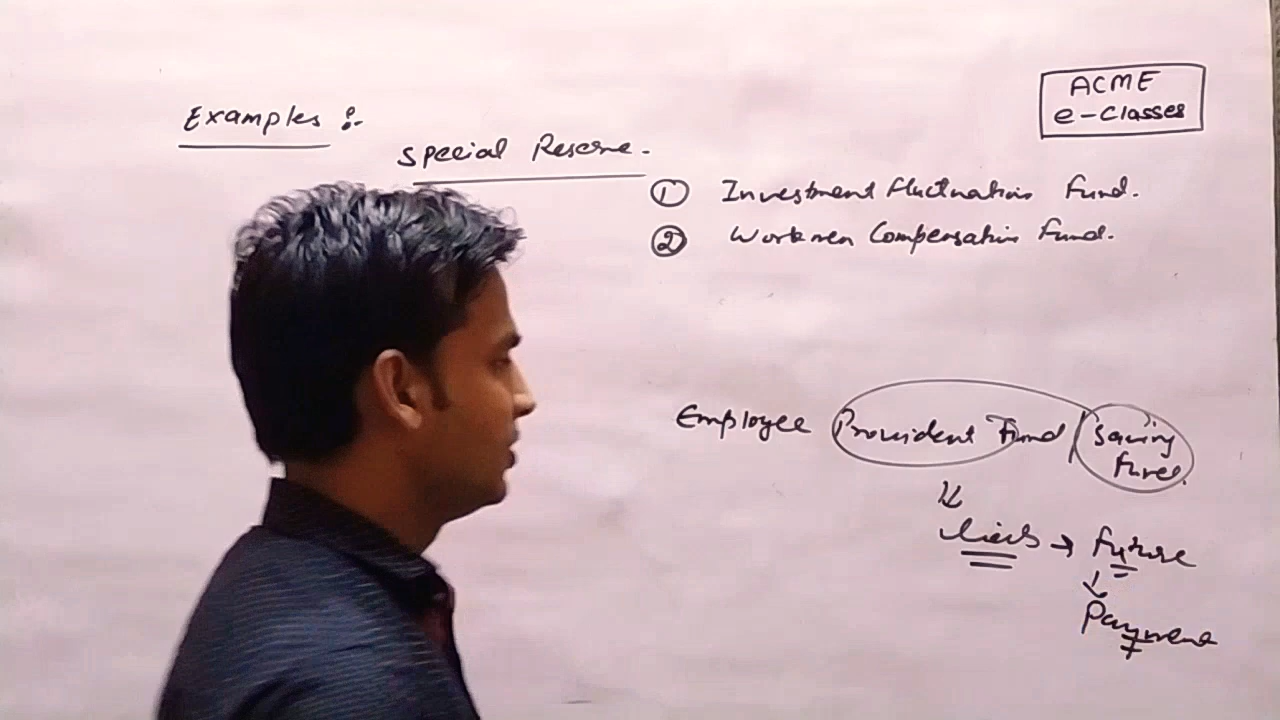 ACME
e-Classes
Examples :-
Special Reserve.
① Investment fluctuation Fund.
② Workmen Compensation Fund.
Employee Provident Fund / Saving
Fund.
Future
Payment